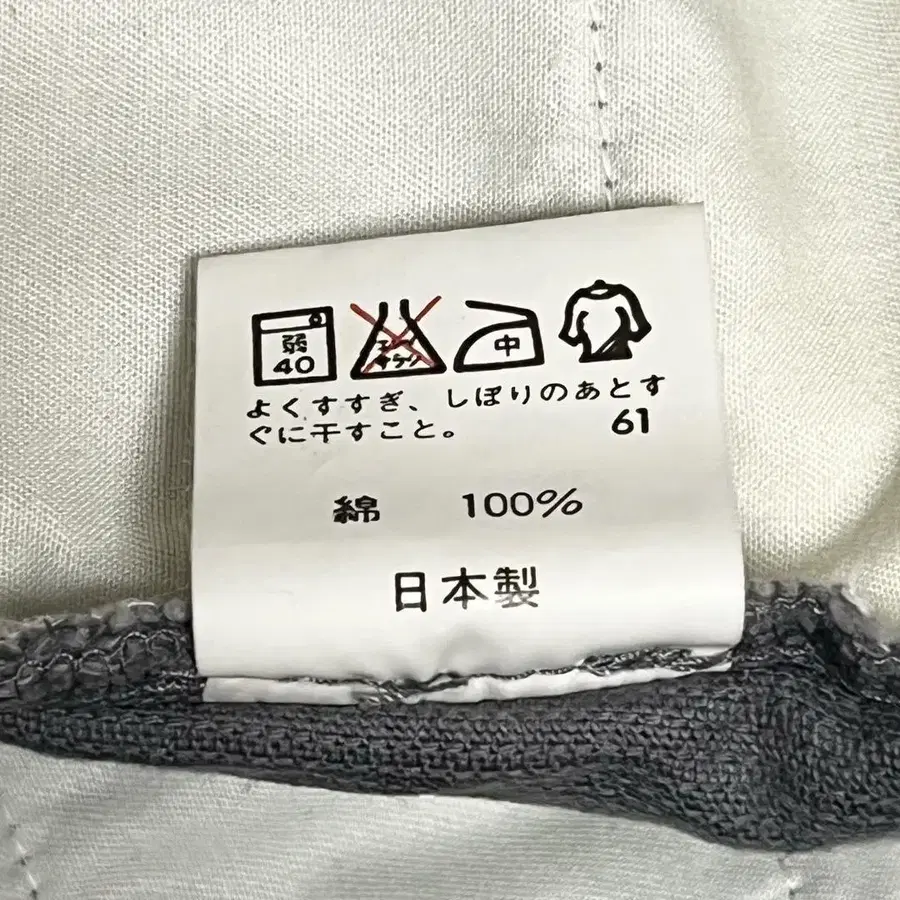 弱
40
エンソ
サラシ
中
よくすすぎ、しぼりのあとす
ぐに干すこと。 61
綿 100%
日本製